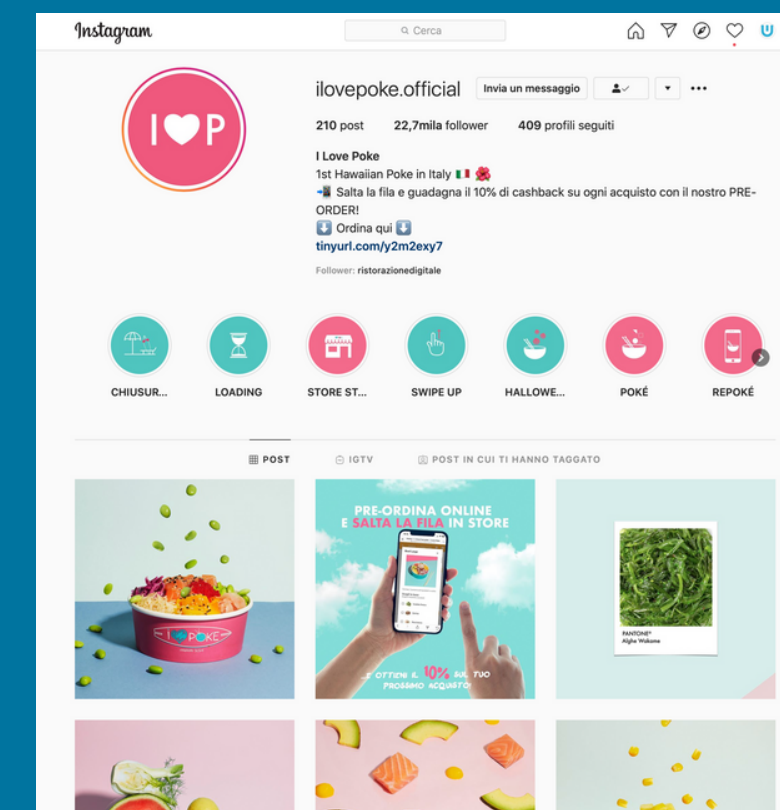 Instagram
Cerca
I P
ilovepoke.official Invia un messaggio
210 post 22,7mila follower 409 profili seguiti
I Love Poke
1st Hawaiian Poke in Italy
Salta la fila e guadagna il 10% di cashback su ogni acquisto con il nostro PRE-
ORDER!
Ordina qui
tinyurl.com/y2m2exy7
Follower: ristorazionedigitale
CHIUSUR... LOADING STORE ST... SWIPE UP HALLOWE... POKÉ REPOKÉ
POST IGTV POST IN CUI TI HANNO TAGGATO
I POKE
PRE-ORDINA ONLINE
E SALTA LA FILA IN STORE
...E OTTIENI IL 10% SUL TUO
PROSSIMO ACQUISTO!
PANTONE®
Alghe Wakame